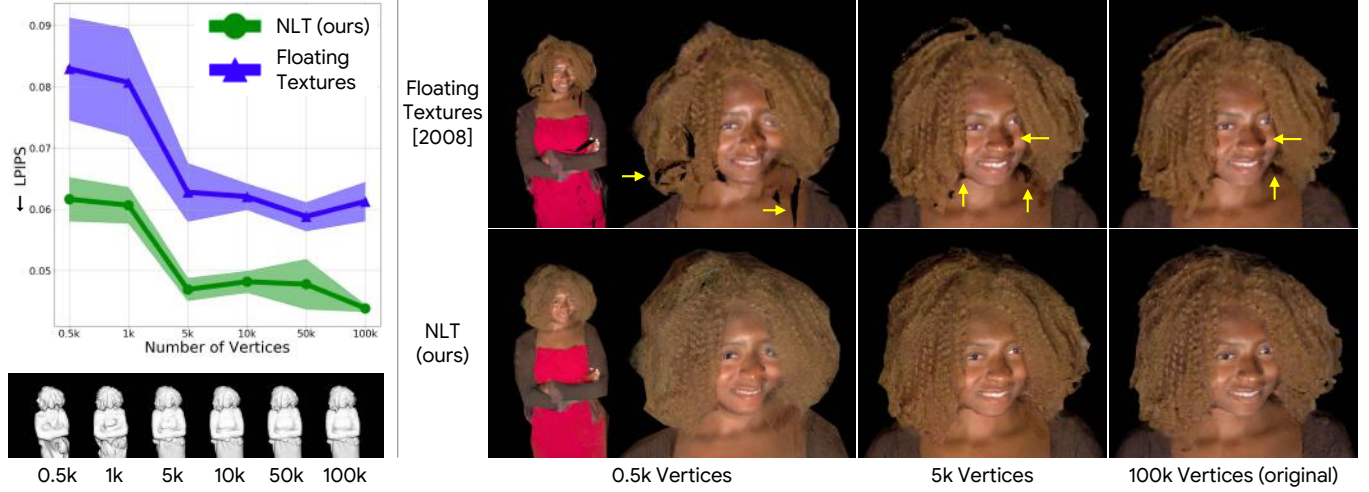 0.09
0.08
0.07
0.06
0.05
← LPIPS
NLT (ours)
Floating
Textures
0.5k 1k 5k 10k 50k 100k
Number of Vertices
0.5k 1k 5k 10k 50k 100k
Floating
Textures
[2008]
NLT
(ours)
0.5k Vertices
5k Vertices
100k Vertices (original)